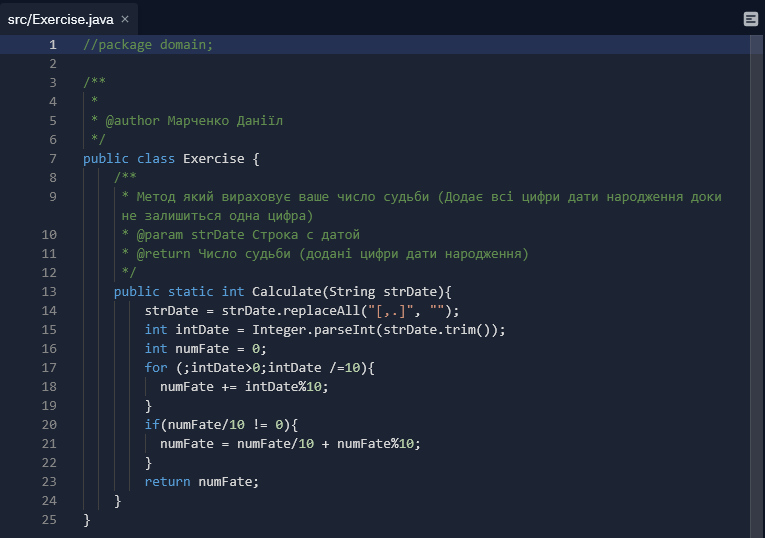 src/Exercise.java ×
1 //package domain;
2
3 /**
4 *
5 * @author Марченко Даніїл
6 */
7 public class Exercise {
8 /**
9 * Метод який вираховує ваше число судьби (Додає всі цифри дати народження доки
не залишиться одна цифра)
10 * @param strDate Строка с датой
11 * @return Число судьби (додані цифри дати народження)
12 */
13 public static int Calculate(String strDate){
14 strDate = strDate.replaceAll("[,.]", "");
15 int intDate = Integer.parseInt(strDate.trim());
16 int numFate = 0;
17 for (;intDate>0;intDate /=10){
18 numFate += intDate%10;
19 }
20 if(numFate/10 != 0){
21 numFate = numFate/10 + numFate%10;
22 }
23 return numFate;
24 }
25 }